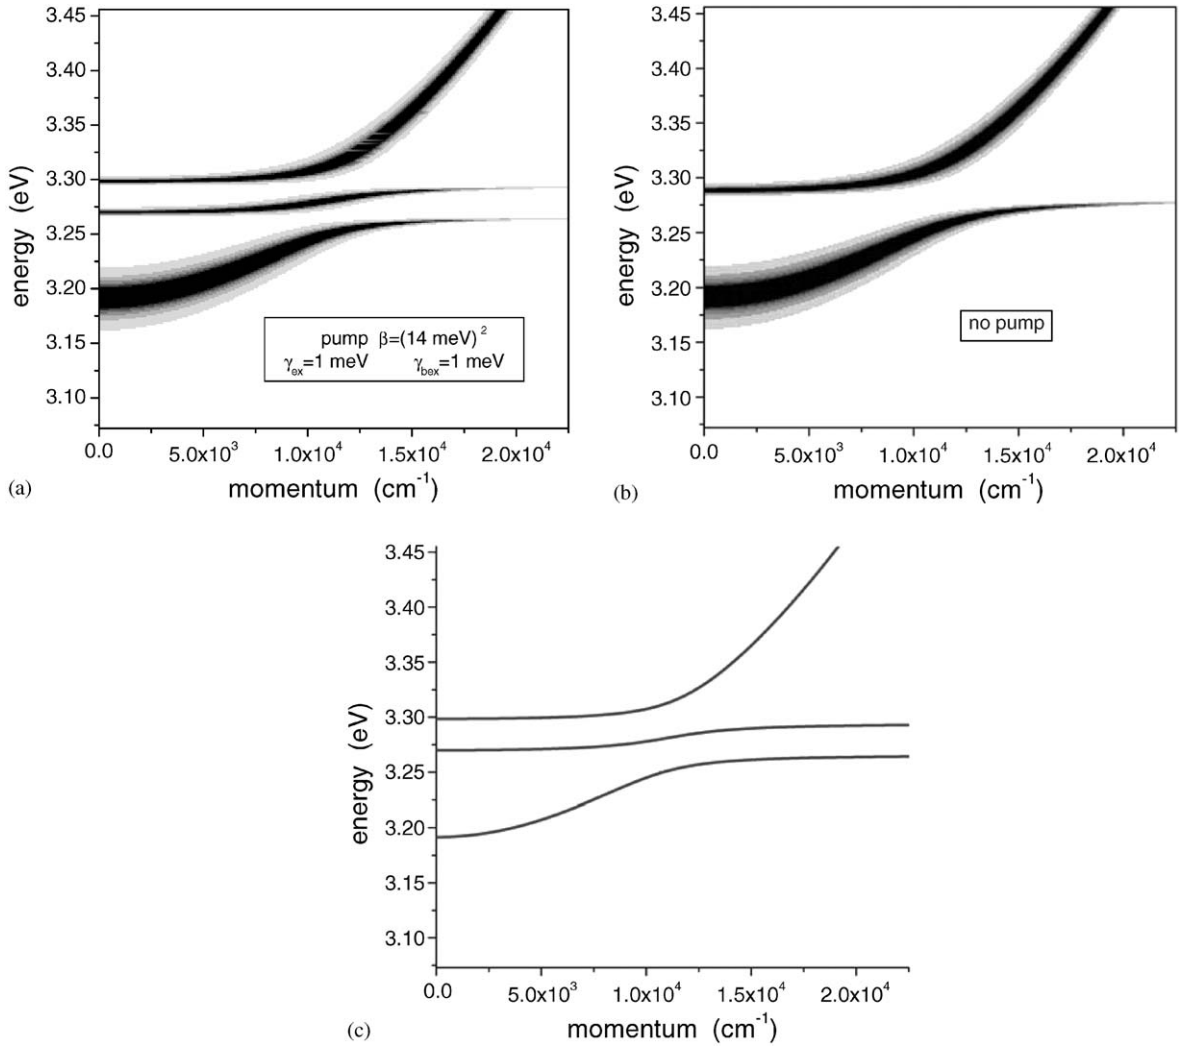 3.45
3.40
3.35
3.30
3.25
3.20
3.15
3.10
energy (eV)
pump β=(14 meV)²
γex=1 meV γbex=1 meV
0.0 5.0x10³ 1.0x10⁴ 1.5x10⁴ 2.0x10⁴
(a) momentum (cm⁻¹)
3.45
3.40
3.35
3.30
3.25
3.20
3.15
3.10
energy (eV)
no pump
0.0 5.0x10³ 1.0x10⁴ 1.5x10⁴ 2.0x10⁴
(b) momentum (cm⁻¹)
3.45
3.40
3.35
3.30
3.25
3.20
3.15
3.10
energy (eV)
0.0 5.0x10³ 1.0x10⁴ 1.5x10⁴ 2.0x10⁴
(c) momentum (cm⁻¹)